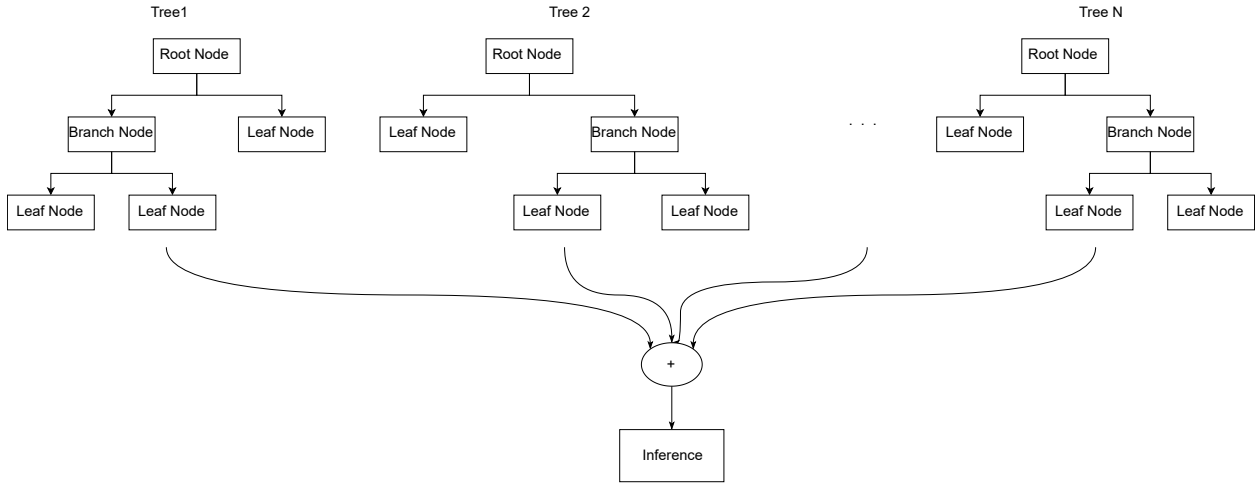 Tree1
Tree 2
Tree N
Root Node
Root Node
Root Node
Branch Node
Leaf Node
Leaf Node
Branch Node
. . .
Leaf Node
Branch Node
Leaf Node
Leaf Node
Leaf Node
Leaf Node
Leaf Node
Leaf Node
+
Inference